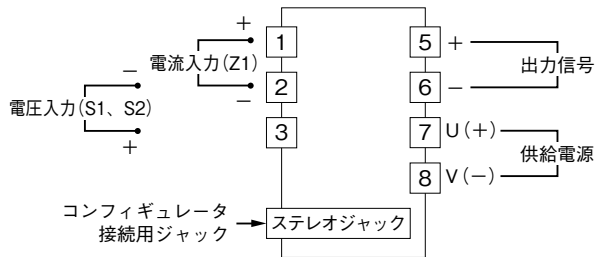 +
電流入力(Z1)
−
−
電圧入力(S1、S2)
+
1
2
3
5 +
6 −
出力信号
7 U(+)
8 V(−)
供給電源
コンフィギュレータ
接続用ジャック
ステレオジャック